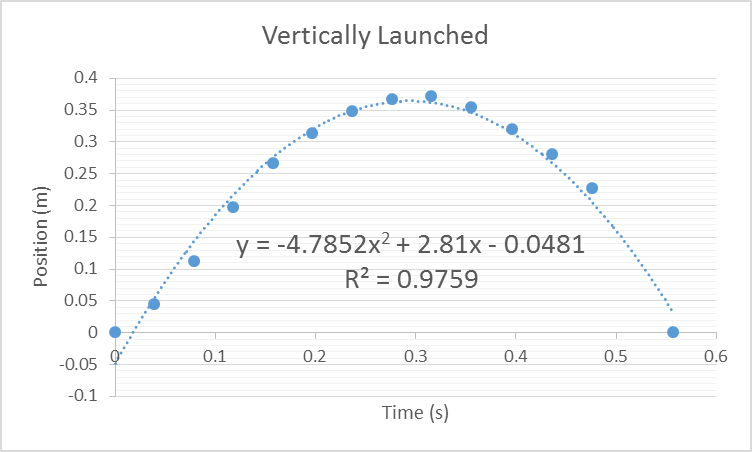 Vertically Launched
0.4
0.35
0.3
0.25
0.2
0.15
0.1
0.05
0
-0.05
-0.1
Position (m)
y = -4.7852x² + 2.81x - 0.0481
R² = 0.9759
0 0.1 0.2 0.3 0.4 0.5 0.6
Time (s)